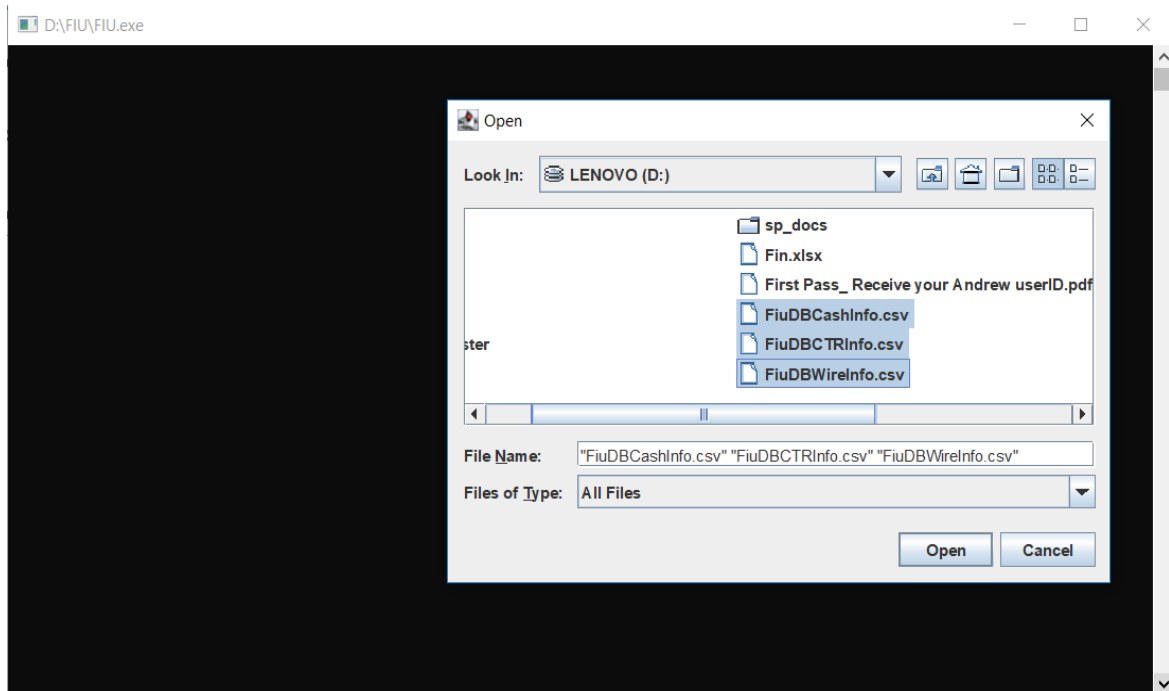 D:\FIU\FIU.exe
Open
Look In: LENOVO (D:)
sp_docs
Fin.xlsx
First Pass_ Receive your Andrew userID.pdf
FiuDBCashInfo.csv
ster
FiuDBCTRInfo.csv
FiuDBWireInfo.csv
File Name: "FiuDBCashInfo.csv" "FiuDBCTRInfo.csv" "FiuDBWireInfo.csv"
Files of Type: All Files
Open Cancel